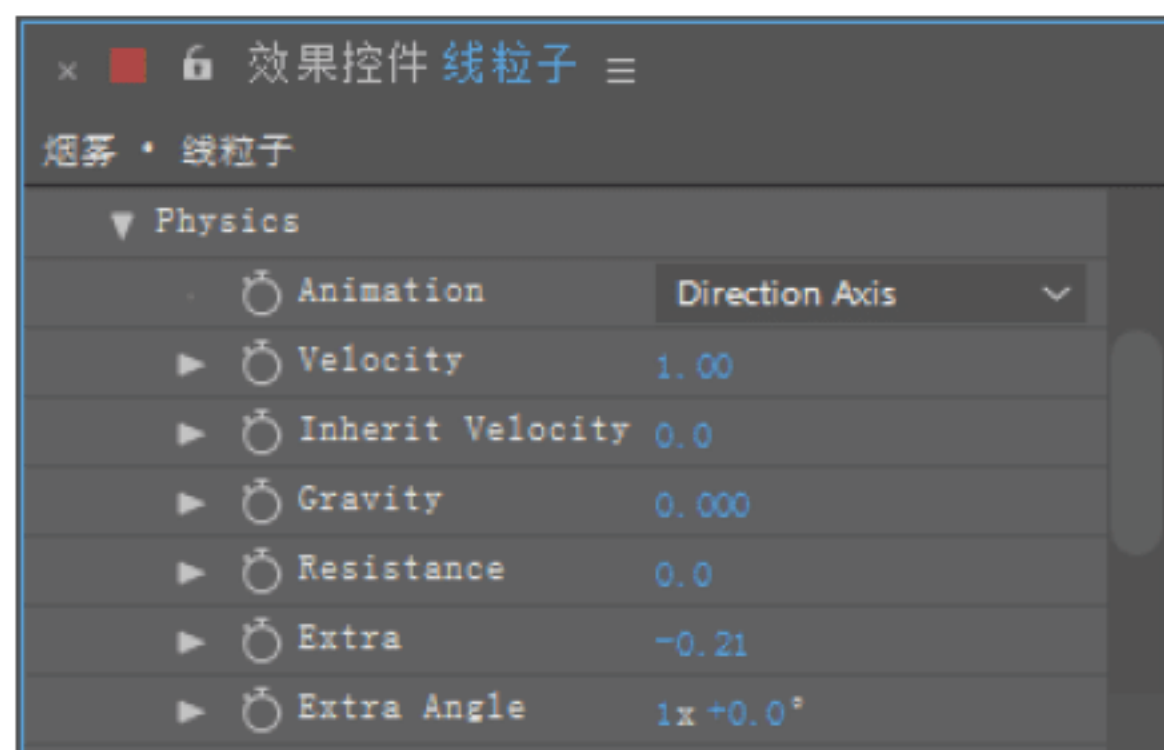 效果控件 线粒子
烟雾 · 线粒子
Physics
Animation Direction Axis
Velocity 1.00
Inherit Velocity 0.0
Gravity 0.000
Resistance 0.0
Extra -0.21
Extra Angle 1x+0.0°